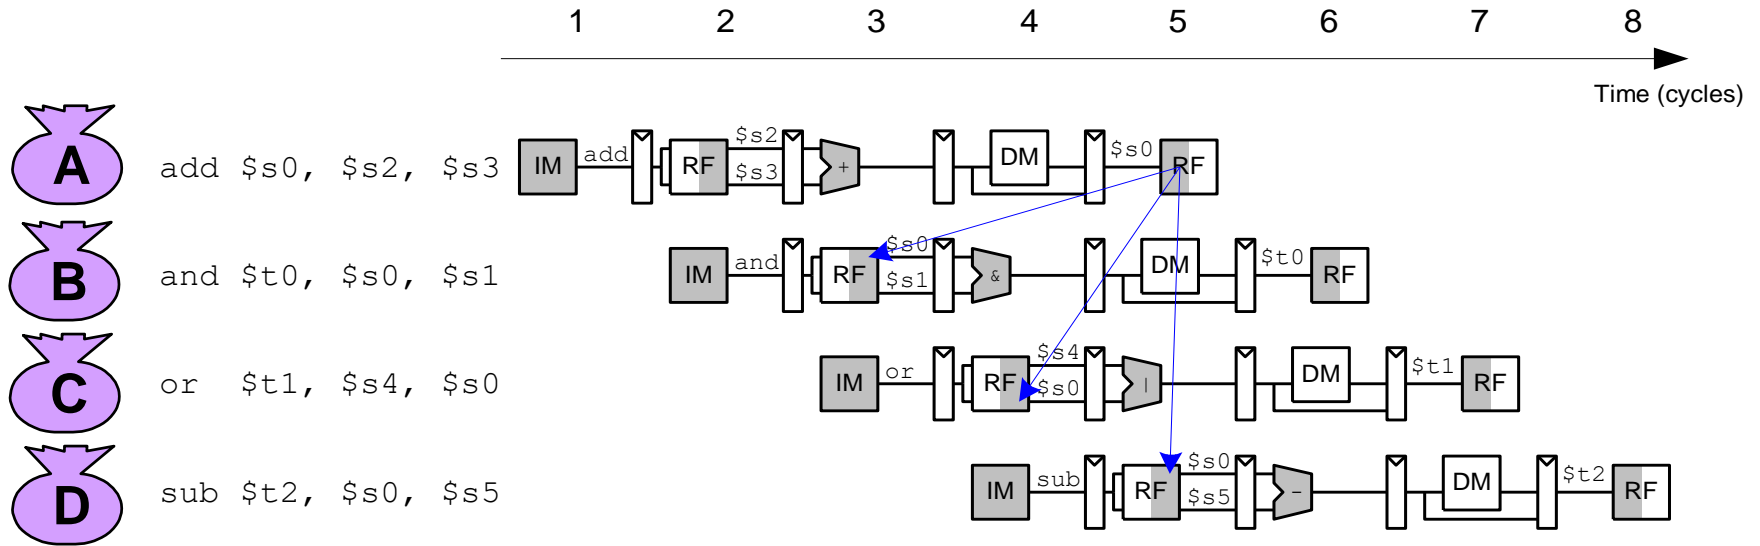 1 2 3 4 5 6 7 8
Time (cycles)
A add $s0, $s2, $s3 IM add RF $s2 $s3 + DM $s0 RF
B and $t0, $s0, $s1 IM and RF $s0 $s1 & DM $t0 RF
C or $t1, $s4, $s0 IM or RF $s4 $s0 | DM $t1 RF
D sub $t2, $s0, $s5 IM sub RF $s0 $s5 - DM $t2 RF